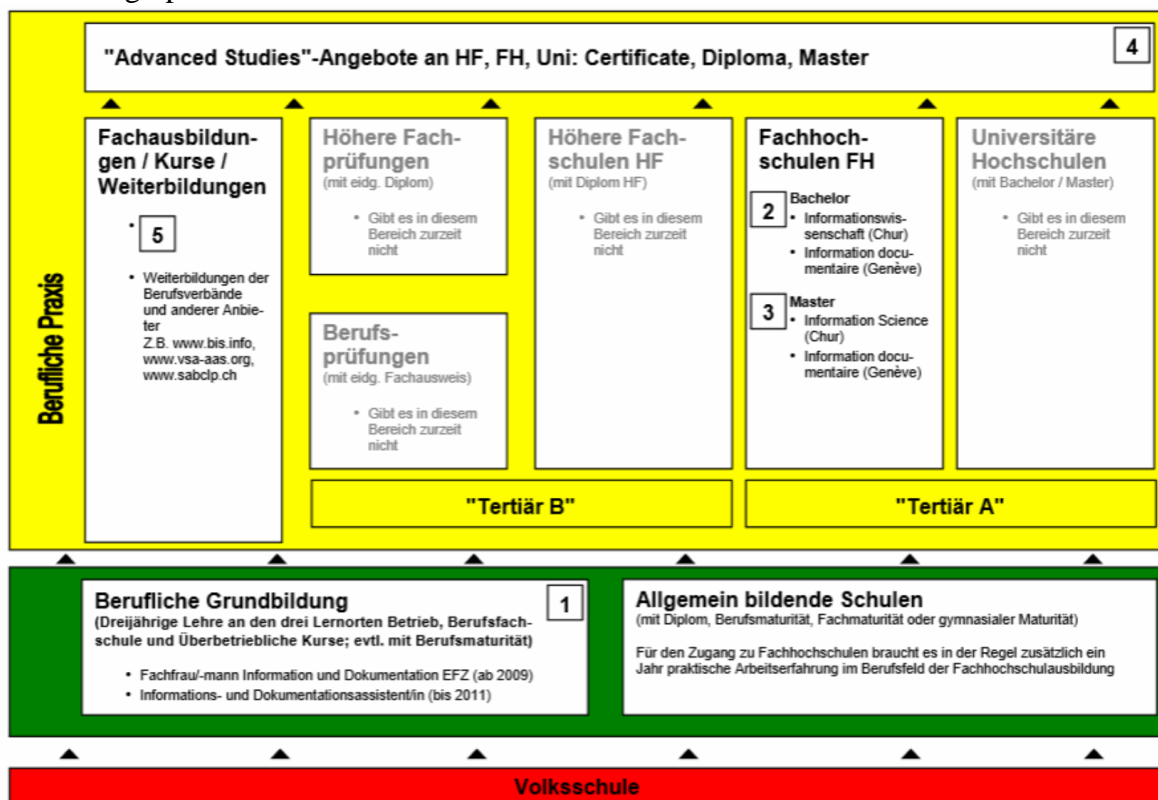 "Advanced Studies"-Angebote an HF, FH, Uni: Certificate, Diploma, Master
4
Berufliche Praxis
Fachausbildun-
gen / Kurse /
Weiterbildungen
• 5
• Weiterbildungen der
Berufsverbände
und anderer Anbie-
ter
Z.B. www.bis.info,
www.vsa-aas.org,
www.sabclp.ch
Höhere Fach-
prüfungen
(mit eidg. Diplom)
• Gibt es in diesem
Bereich zurzeit
nicht
Berufs-
prüfungen
(mit eidg. Fachausweis)
• Gibt es in diesem
Bereich zurzeit
nicht
Höhere Fach-
schulen HF
(mit Diplom HF)
• Gibt es in diesem
Bereich zurzeit
nicht
"Tertiär B"
Fachhoch-
schulen FH
2
Bachelor
• Informationswis-
senschaft (Chur)
• Information docu-
mentaire (Genève)
3
Master
• Information Science
(Chur)
• Information docu-
mentaire (Genève)
Universitäre
Hochschulen
(mit Bachelor / Master)
• Gibt es in diesem
Bereich zurzeit
nicht
"Tertiär A"
Berufliche Grundbildung
1
(Dreijährige Lehre an den drei Lernorten Betrieb, Berufsfach-
schule und Überbetriebliche Kurse; evtl. mit Berufsmaturität)
• Fachfrau/-mann Information und Dokumentation EFZ (ab 2009)
• Informations- und Dokumentationsassistent/in (bis 2011)
Allgemein bildende Schulen
(mit Diplom, Berufsmaturität, Fachmaturität oder gymnasialer Maturität)
Für den Zugang zu Fachhochschulen braucht es in der Regel zusätzlich ein
Jahr praktische Arbeitserfahrung im Berufsfeld der Fachhochschulausbildung
Volksschule